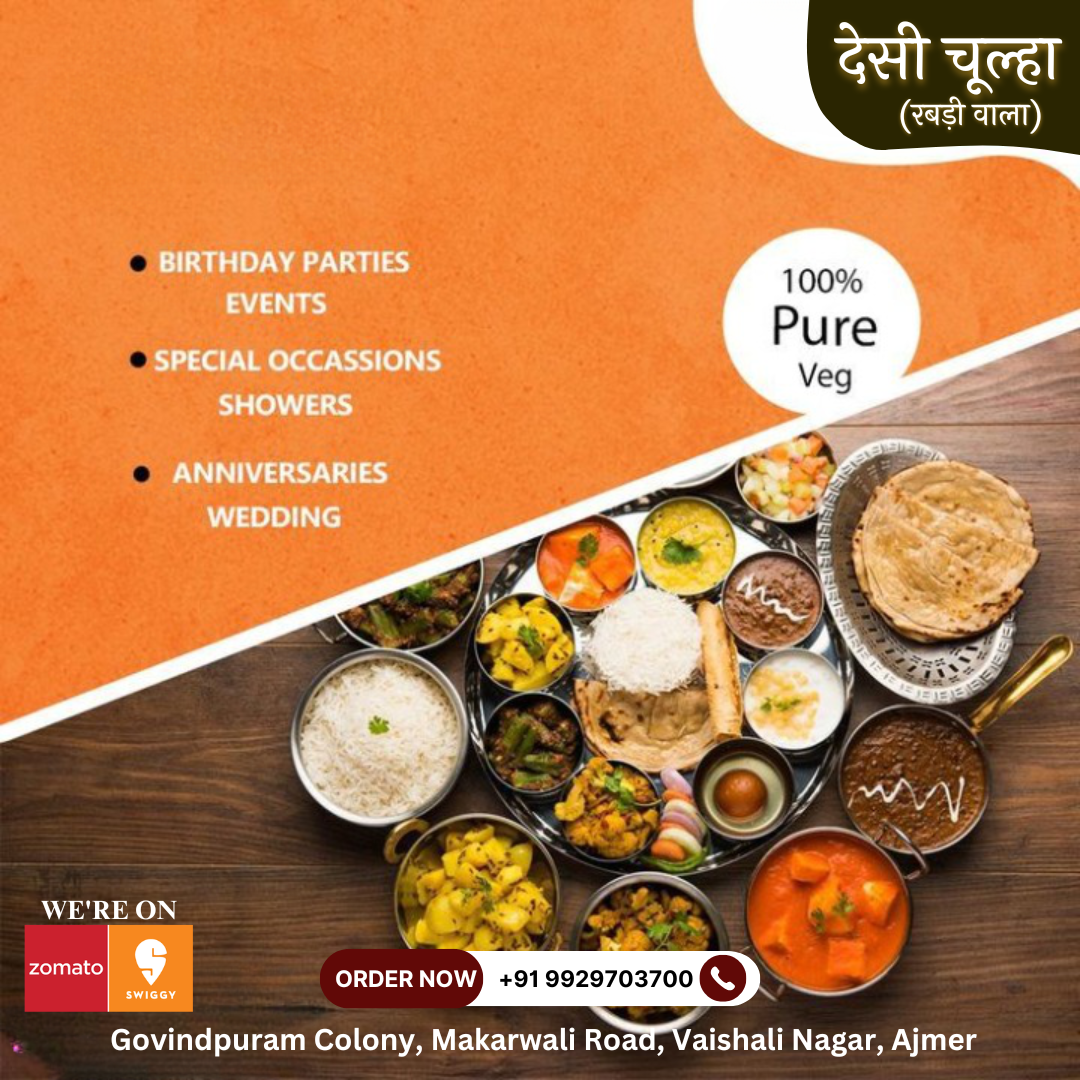 देसी चूल्हा
(रबड़ी वाला)
BIRTHDAY PARTIES
EVENTS
SPECIAL OCCASSIONS
SHOWERS
ANNIVERSARIES
WEDDING
100%
Pure
Veg
WE'RE ON
zomato
SWIGGY
ORDER NOW +91 9929703700
Govindpuram Colony, Makarwali Road, Vaishali Nagar, Ajmer